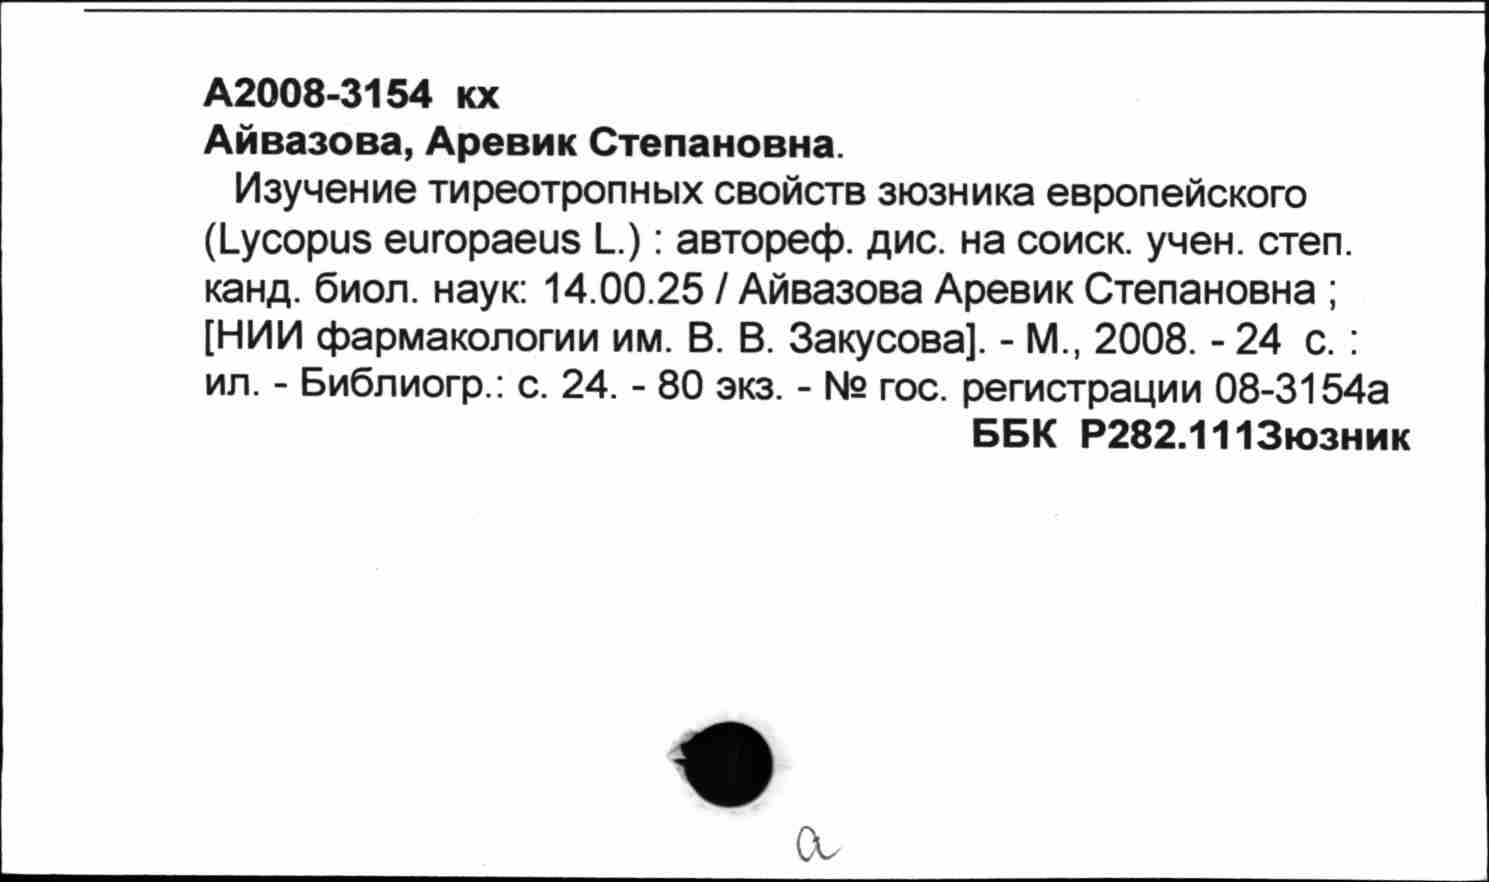 А2008-3154 кх
Айвазова, Аревик Степановна.
Изучение тиреотропных свойств зюзника европейского
(Lycopus europaeus L.) : автореф. дис. на соиск. учен. степ.
канд. биол. наук: 14.00.25 / Айвазова Аревик Степановна ;
[НИИ фармакологии им. В. В. Закусова]. - М., 2008. - 24 с. :
ил. - Библиогр.: с. 24. - 80 экз. - № гос. регистрации 08-3154а
ББК Р282.111Зюзник
а